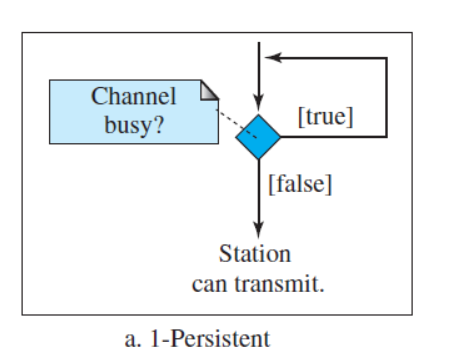 Channel
busy?
[true]
[false]
Station
can transmit.
a. 1-Persistent